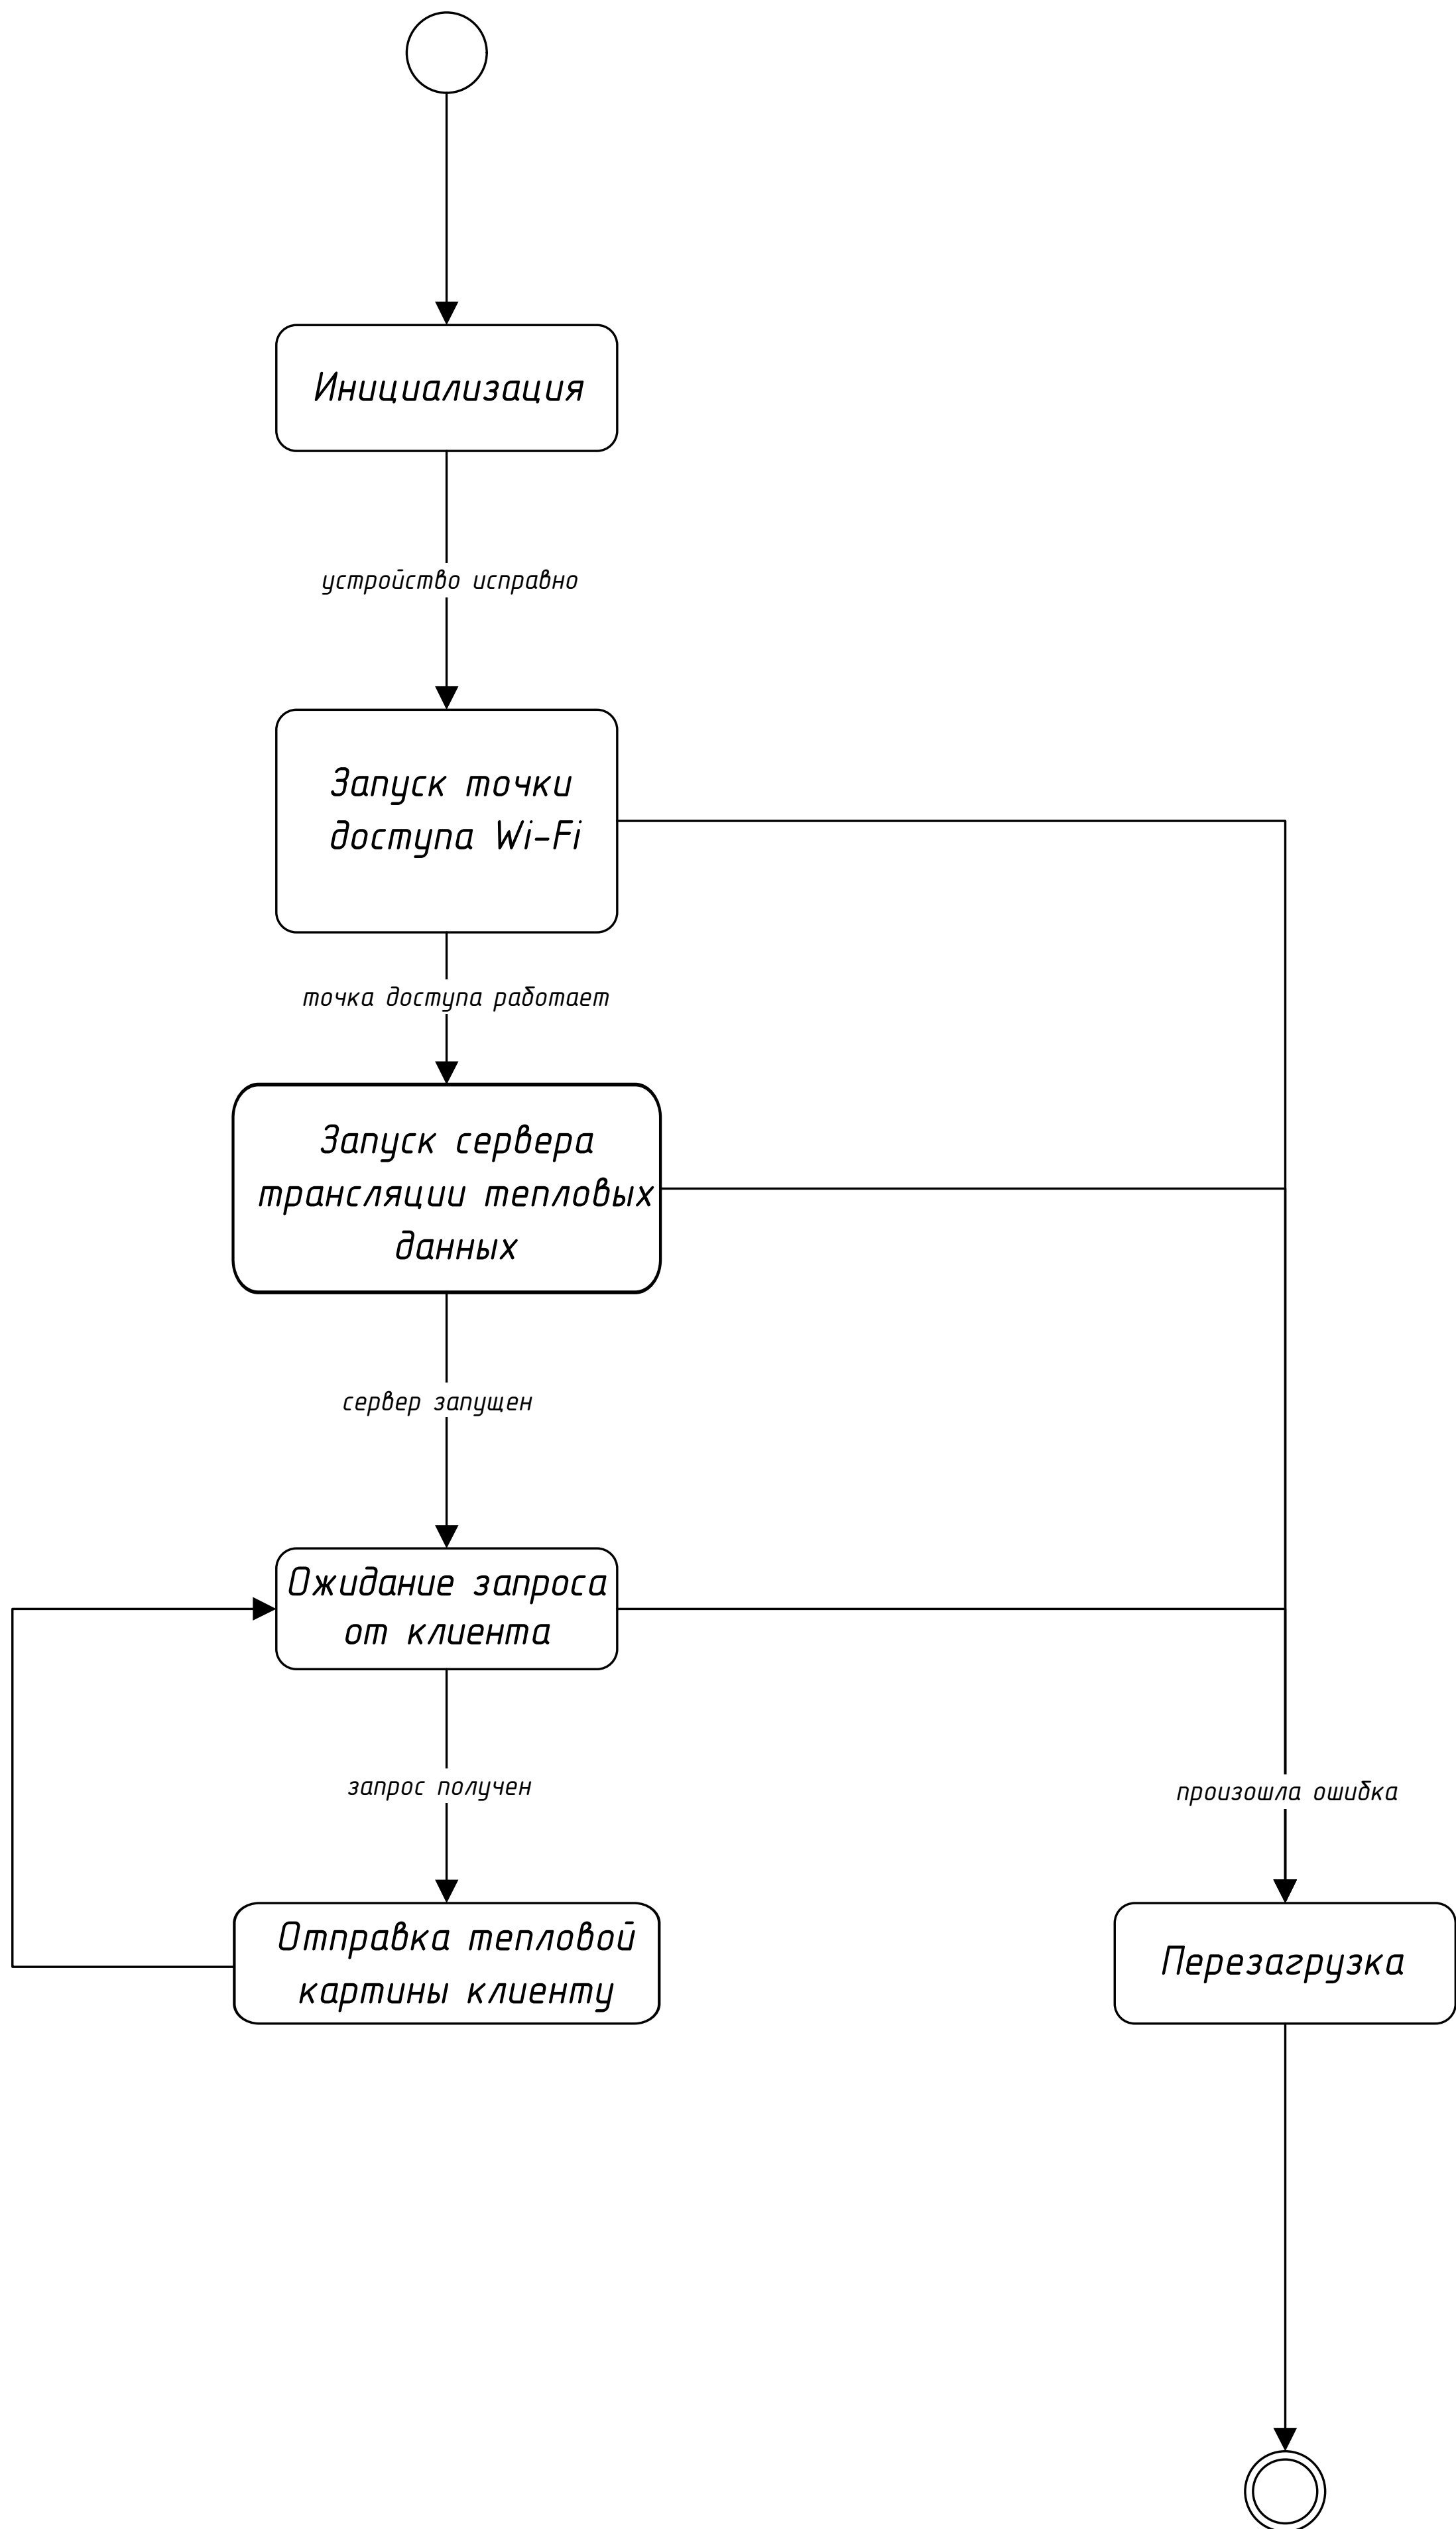 Инициализация
устройство исправно
Запуск точки
доступа Wi-Fi
точка доступа работает
Запуск сервера
трансляции тепловых
данных
сервер запущен
Ожидание запроса
от клиента
запрос получен
произошла ошибка
Отправка тепловой
картины клиенту
Перезагрузка